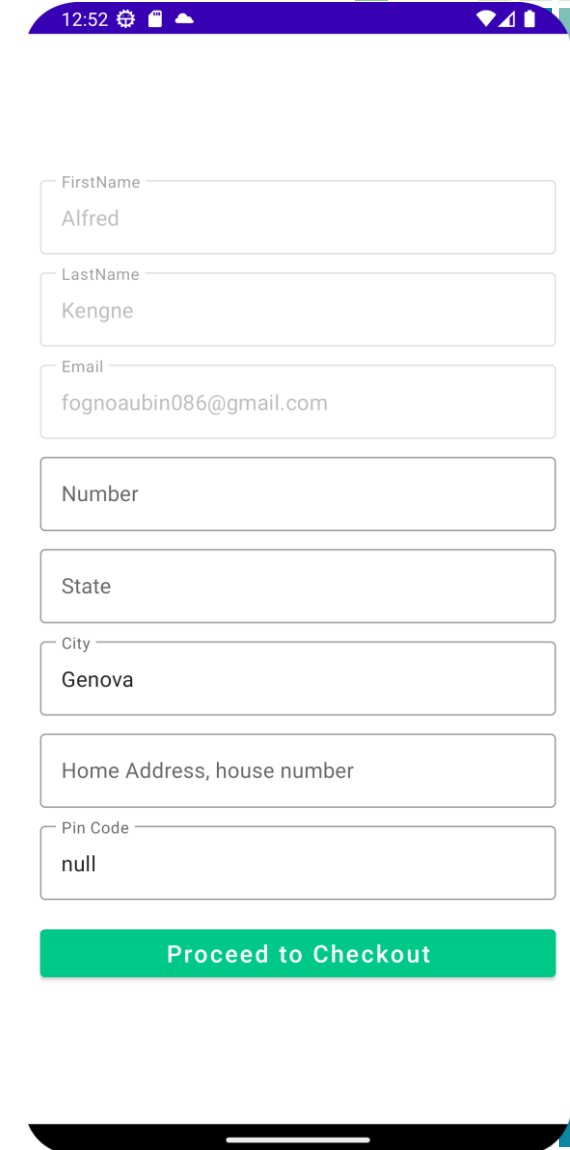 12:52
FirstName
Alfred
LastName
Kengne
Email
fognoaubin086@gmail.com
Number
State
City
Genova
Home Address, house number
Pin Code
null
Proceed to Checkout